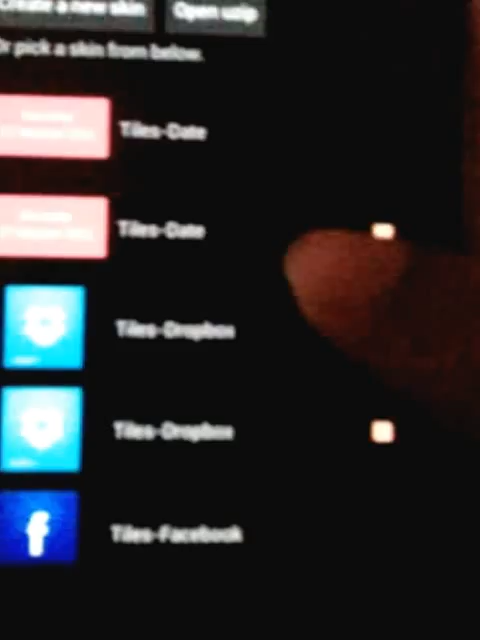 Create a new skin
Open uzip
Or pick a skin from below.
Tiles-Date
Tiles-Date
Tiles-Dropbox
Tiles-Dropbox
Tiles-Facebook